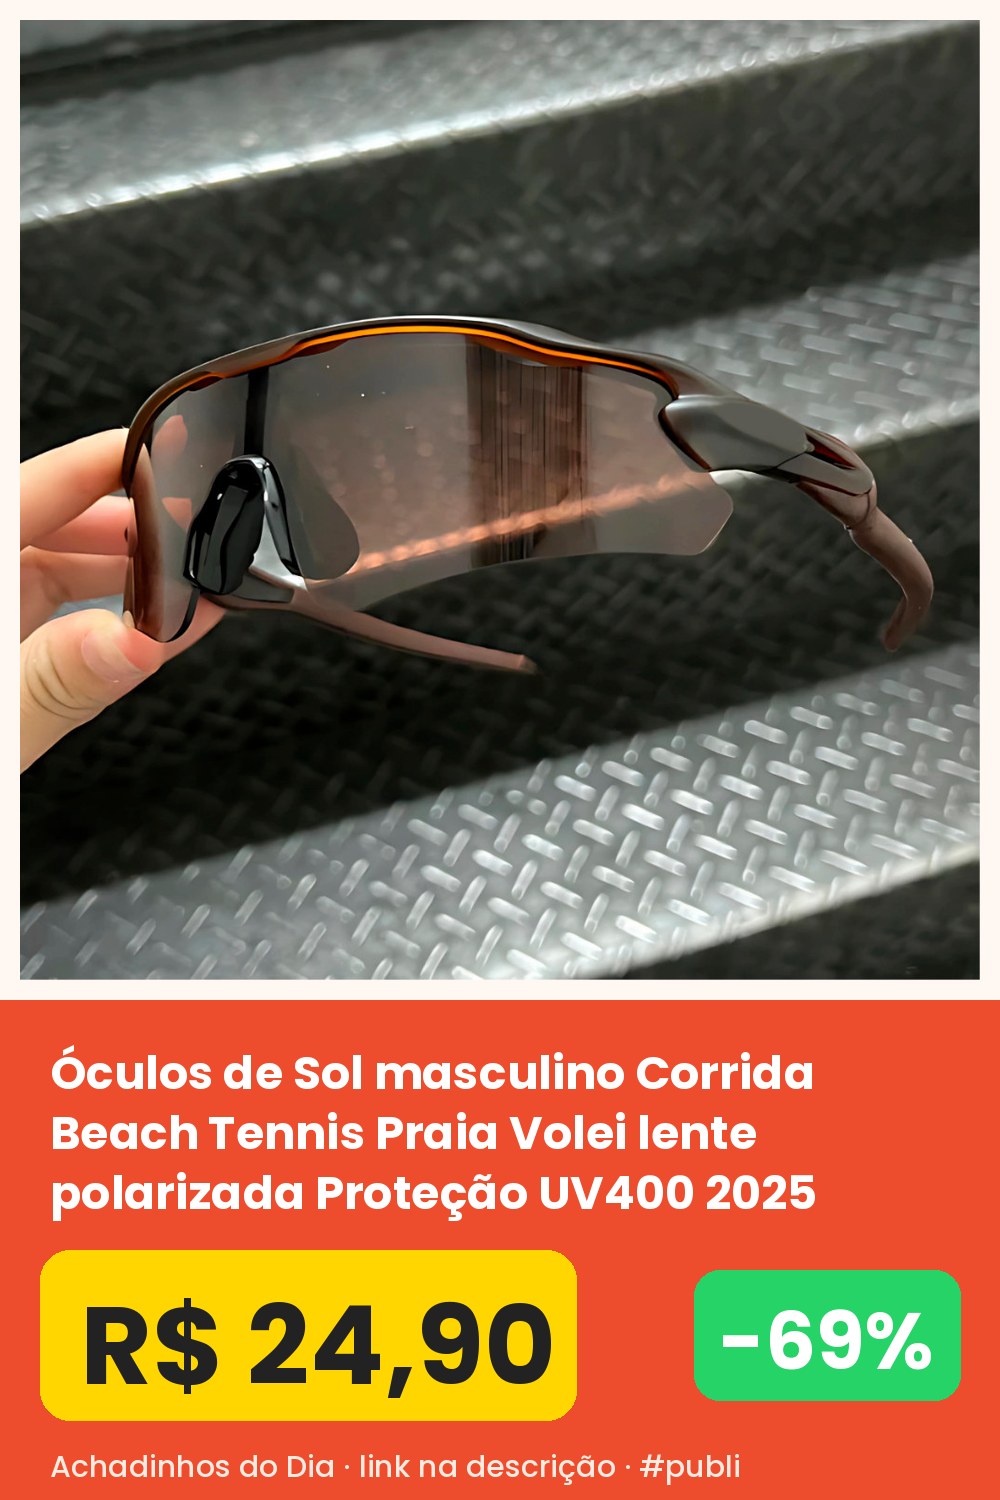 Óculos de Sol masculino Corrida
Beach Tennis Praia Volei lente
polarizada Proteção UV400 2025
R$ 24,90
-69%
Achadinhos do Dia · link na descrição · #publi